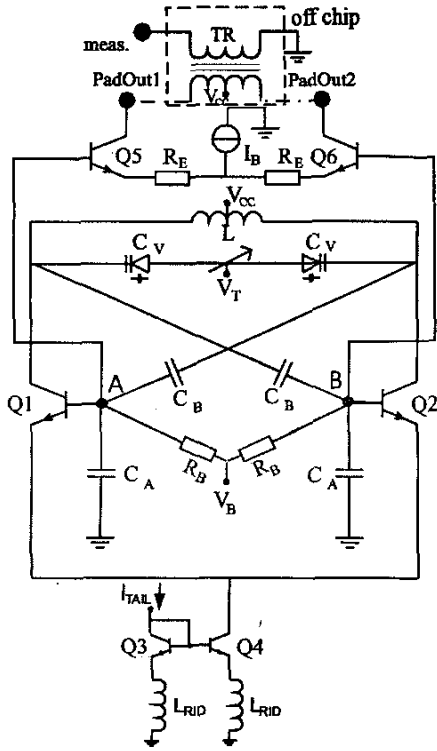 off chip
meas.
TR
PadOut1
PadOut2
Vcc
Q5
Q6
RE
IB
RE
VCC
L
CV
CV
VT
A
B
CB
CB
Q1
Q2
RB
RB
CA
VB
CA
ITAIL
Q3
Q4
LRID
LRID